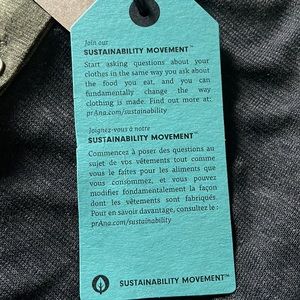 Join our
SUSTAINABILITY MOVEMENT™
Start asking questions about your
clothes in the same way you ask about
the food you eat, and you can
fundamentally change the way
clothing is made. Find out more at:
prAna.com/sustainability
Joignez-vous à notre
SUSTAINABILITY MOVEMENT™
Commencez à poser des questions au
sujet de vos vêtements tout comme
vous le faites pour les aliments que
vous consommez, et vous pouvez
modifier fondamentalement la façon
dont les vêtements sont fabriqués.
Pour en savoir davantage, consultez le :
prAna.com/sustainability
SUSTAINABILITY MOVEMENT™